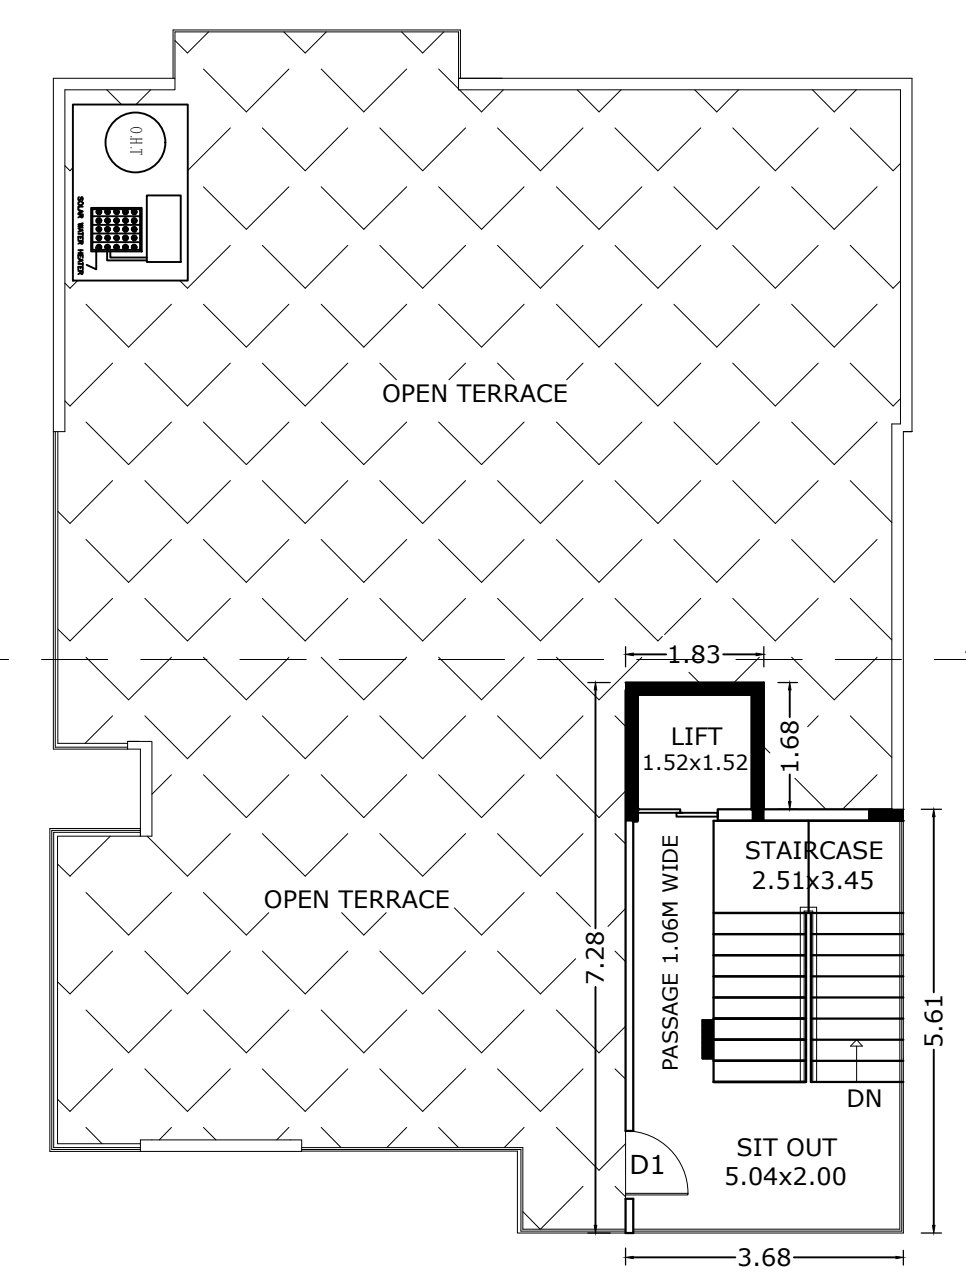 O.H.T
SOLAR WATER HEATER
OPEN TERRACE
1.83
LIFT
1.52x1.52
1.68
STAIRCASE
2.51x3.45
PASSAGE 1.06M WIDE
OPEN TERRACE
7.28
5.61
DN
SIT OUT
5.04x2.00
D1
3.68